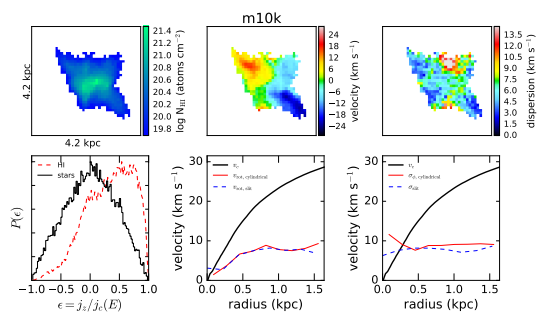 m10k
4.2 kpc
4.2 kpc
21.4
21.2
21.0
20.8
20.6
20.4
20.2
20.0
19.8
log N_HI (atoms cm⁻²)
24
18
12
6
0
−6
−12
−18
−24
velocity (km s⁻¹)
13.5
12.0
10.5
9.0
7.5
6.0
4.5
3.0
1.5
0.0
dispersion (km s⁻¹)
HI
stars
P(ϵ)
−1.0 −0.5 0.0 0.5 1.0
ϵ = j_z/j_c(E)
v_c
v_rot, cylindrical
v_rot, slit
30
20
10
0
velocity (km s⁻¹)
0.0 0.5 1.0 1.5
radius (kpc)
v_c
σ_cylindrical
σ_slit
30
20
10
0
velocity (km s⁻¹)
0.0 0.5 1.0 1.5
radius (kpc)